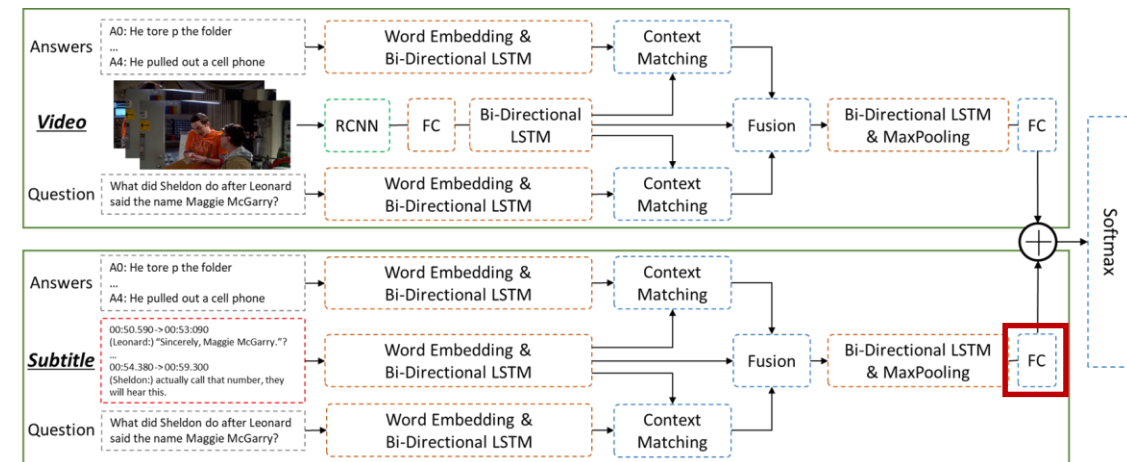 A0: He tore p the folder
...
A4: He pulled out a cell phone
Answers
Word Embedding &
Bi-Directional LSTM
Context
Matching
Video
RCNN
FC
Bi-Directional
LSTM
Fusion
Bi-Directional LSTM
& MaxPooling
FC
Question
What did Sheldon do after Leonard
said the name Maggie McGarry?
Word Embedding &
Bi-Directional LSTM
Context
Matching
Softmax
Answers
A0: He tore p the folder
...
A4: He pulled out a cell phone
Word Embedding &
Bi-Directional LSTM
Context
Matching
Subtitle
00:50.590->00:53:090
(Leonard:) “Sincerely, Maggie McGarry.”?
...
00:54.380->00:59.300
(Sheldon:) actually call that number, they
will hear this.
Word Embedding &
Bi-Directional LSTM
Fusion
Bi-Directional LSTM
& MaxPooling
FC
Question
What did Sheldon do after Leonard
said the name Maggie McGarry?
Word Embedding &
Bi-Directional LSTM
Context
Matching